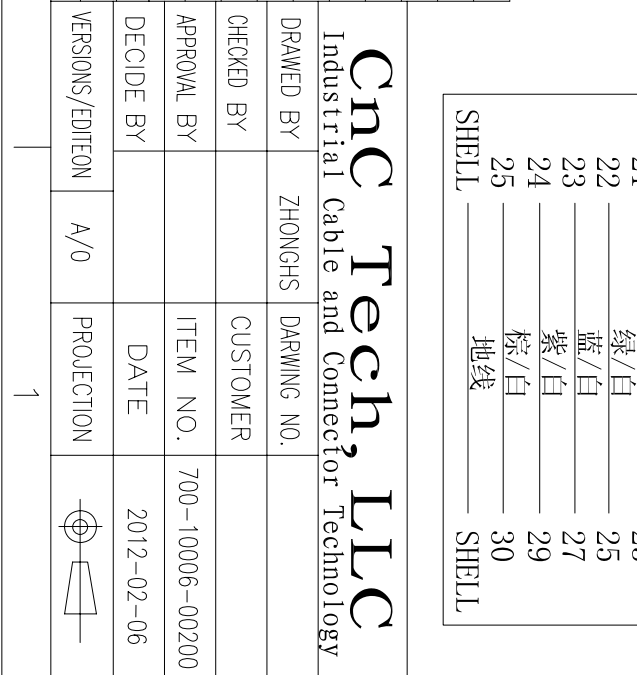 22 绿/白 25
23 蓝/白 27
24 紫/白 29
25 棕/白 30
SHELL 地线 SHELL
CnC Tech, LLC
Industrial Cable and Connector Technology
DRAWED BY ZHONGHS DARWING NO.
CHECKED BY CUSTOMER
APPROVAL BY ITEM NO. 700-10006-00200
DECIDE BY DATE 2012-02-06
VERSIONS/EDITEON A/0 PROJECTION
1